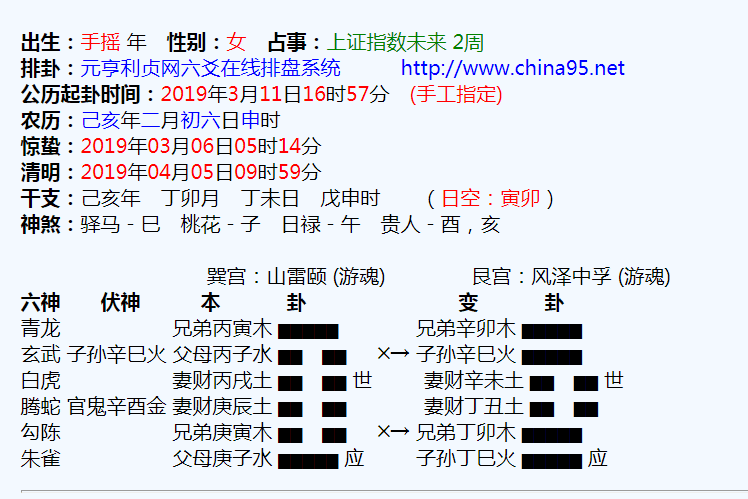 出生：手摇 年 性别：女 占事：上证指数未来 2周
排卦：元亨利贞网六爻在线排盘系统 http://www.china95.net
公历起卦时间：2019年3月11日16时57分 (手工指定)
农历：己亥年二月初六日申时
惊蛰：2019年03月06日05时14分
清明：2019年04月05日09时59分
干支：己亥年 丁卯月 丁未日 戊申时 （日空：寅卯）
神煞：驿马－巳 桃花－子 日禄－午 贵人－酉，亥
巽宫：山雷颐 (游魂) 艮宫：风泽中孚 (游魂)
六神 伏神 本 卦 变 卦
青龙 兄弟丙寅木 兄弟辛卯木
玄武 子孙辛巳火 父母丙子水 ×→ 子孙辛巳火
白虎 妻财丙戌土 世 妻财辛未土 世
腾蛇 官鬼辛酉金 妻财庚辰土 妻财丁丑土
勾陈 兄弟庚寅木 ×→ 兄弟丁卯木
朱雀 父母庚子水 应 子孙丁巳火 应